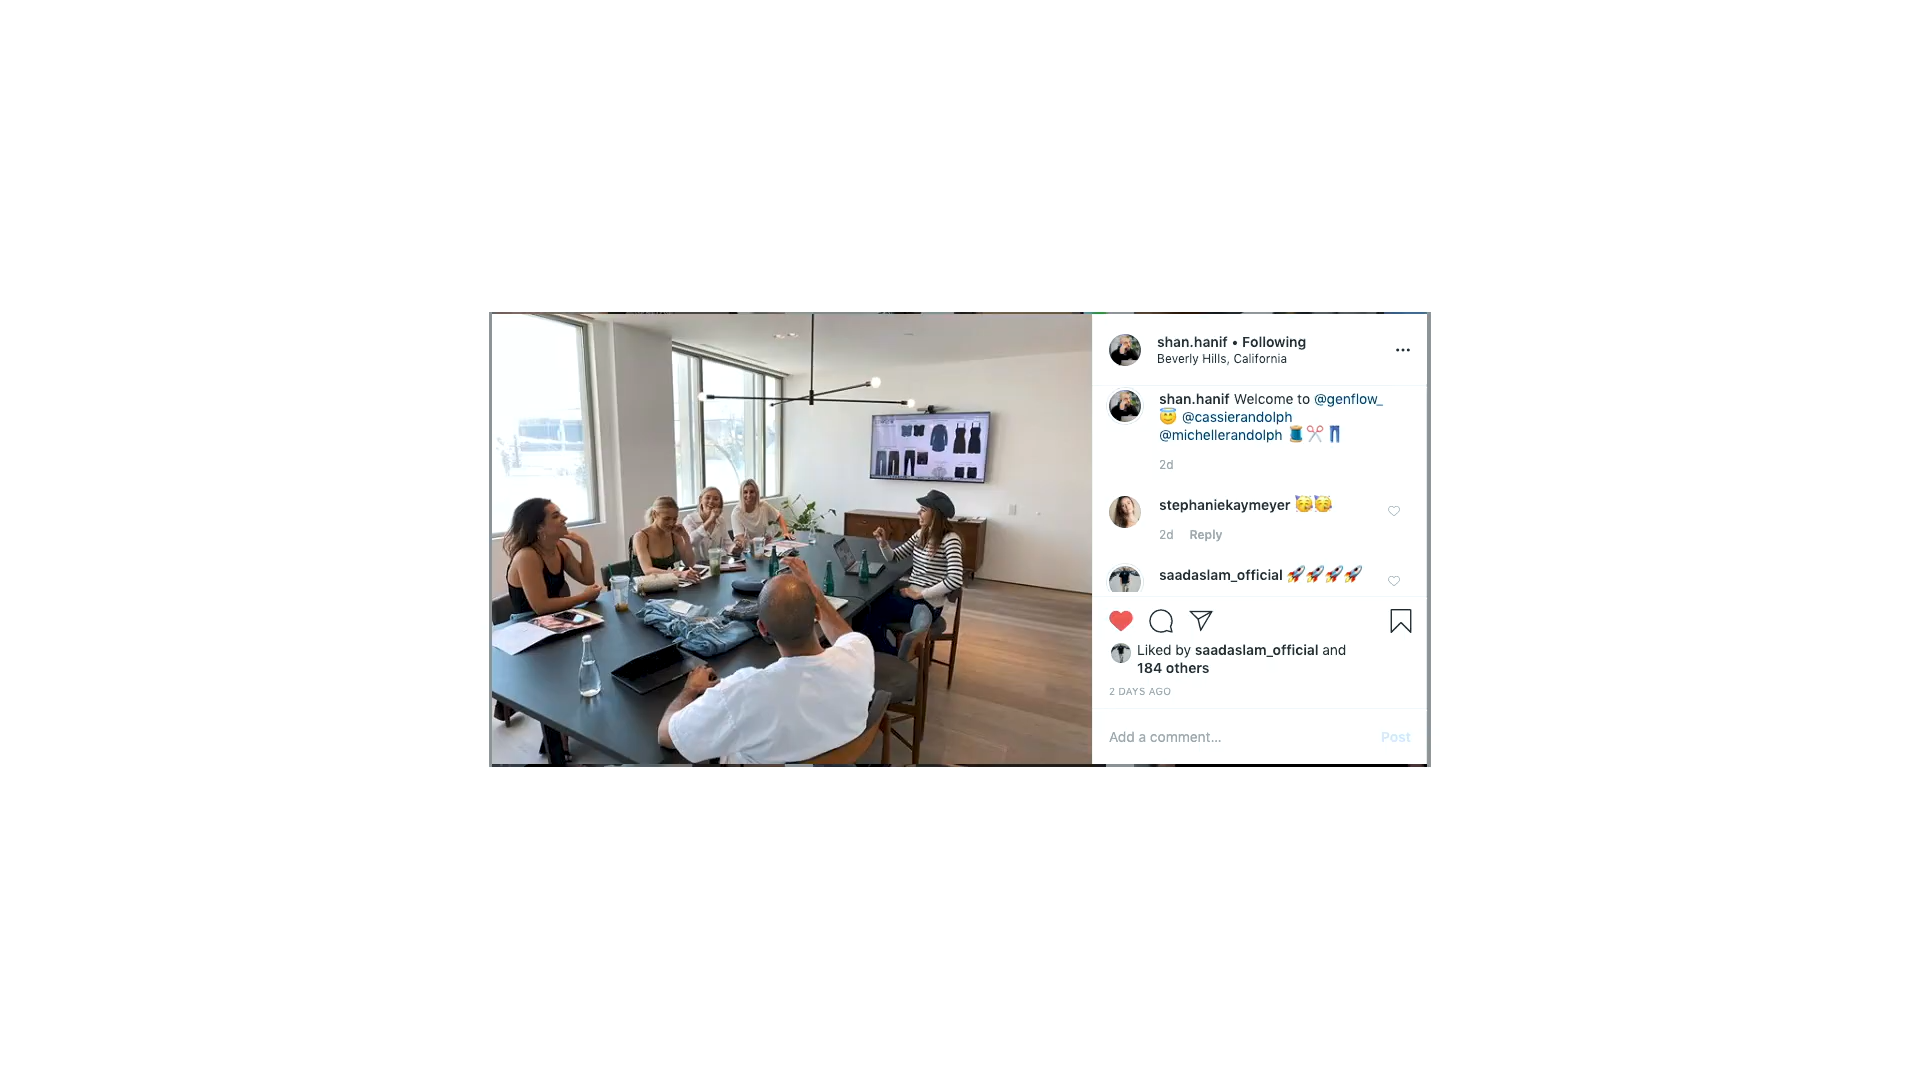 shan.hanif • Following
Beverly Hills, California
shan.hanif Welcome to @genflow_
😇 @cassierandolph
@michellerandolph 🧵✂️👖
2d
stephaniekaymeyer 🥳🥳
2d Reply
saadaslam_official 🚀🚀🚀🚀
Liked by saadaslam_official and
184 others
2 DAYS AGO
Add a comment...
Post